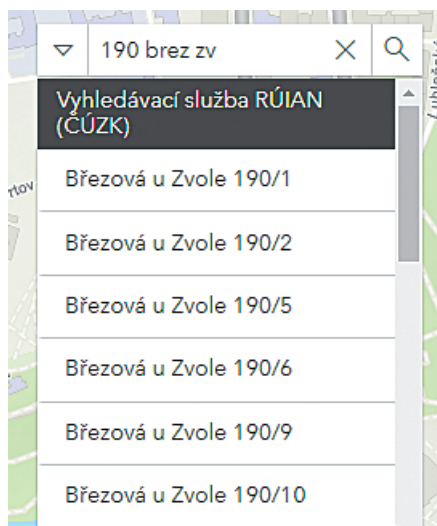 190 brez zv
Vyhledávací služba RÚIAN
(ČÚZK)
Březová u Zvole 190/1
Březová u Zvole 190/2
Březová u Zvole 190/5
Březová u Zvole 190/6
Březová u Zvole 190/9
Březová u Zvole 190/10